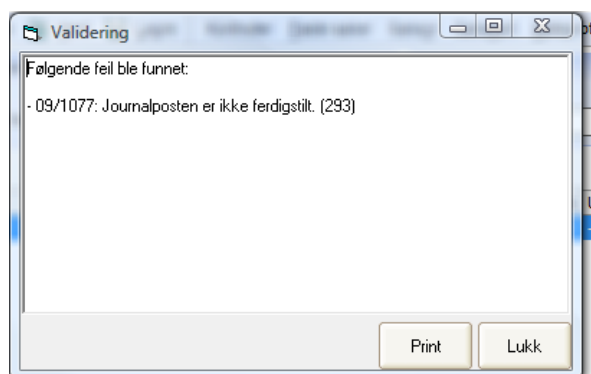 Validering
Følgende feil ble funnet:
- 09/1077: Journalposten er ikke ferdigstilt. (293)
Print
Lukk